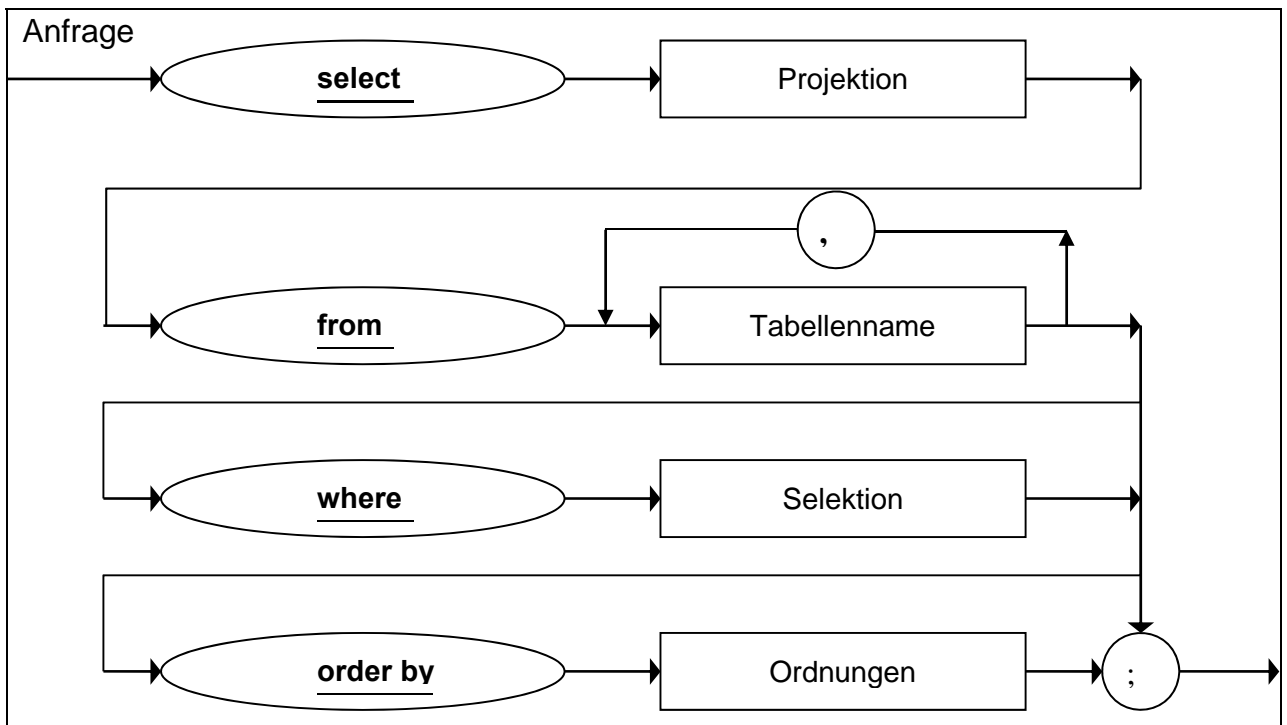 Anfrage
select Projektion
,
from Tabellenname
where Selektion
order by Ordnungen ;